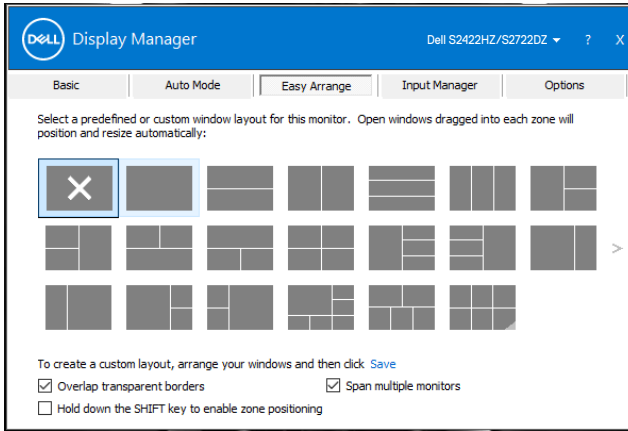 DELL Display Manager Dell S2422HZ/S2722DZ ? X
Basic Auto Mode Easy Arrange Input Manager Options
Select a predefined or custom window layout for this monitor. Open windows dragged into each zone will
position and resize automatically:
To create a custom layout, arrange your windows and then click Save
Overlap transparent borders Span multiple monitors
Hold down the SHIFT key to enable zone positioning